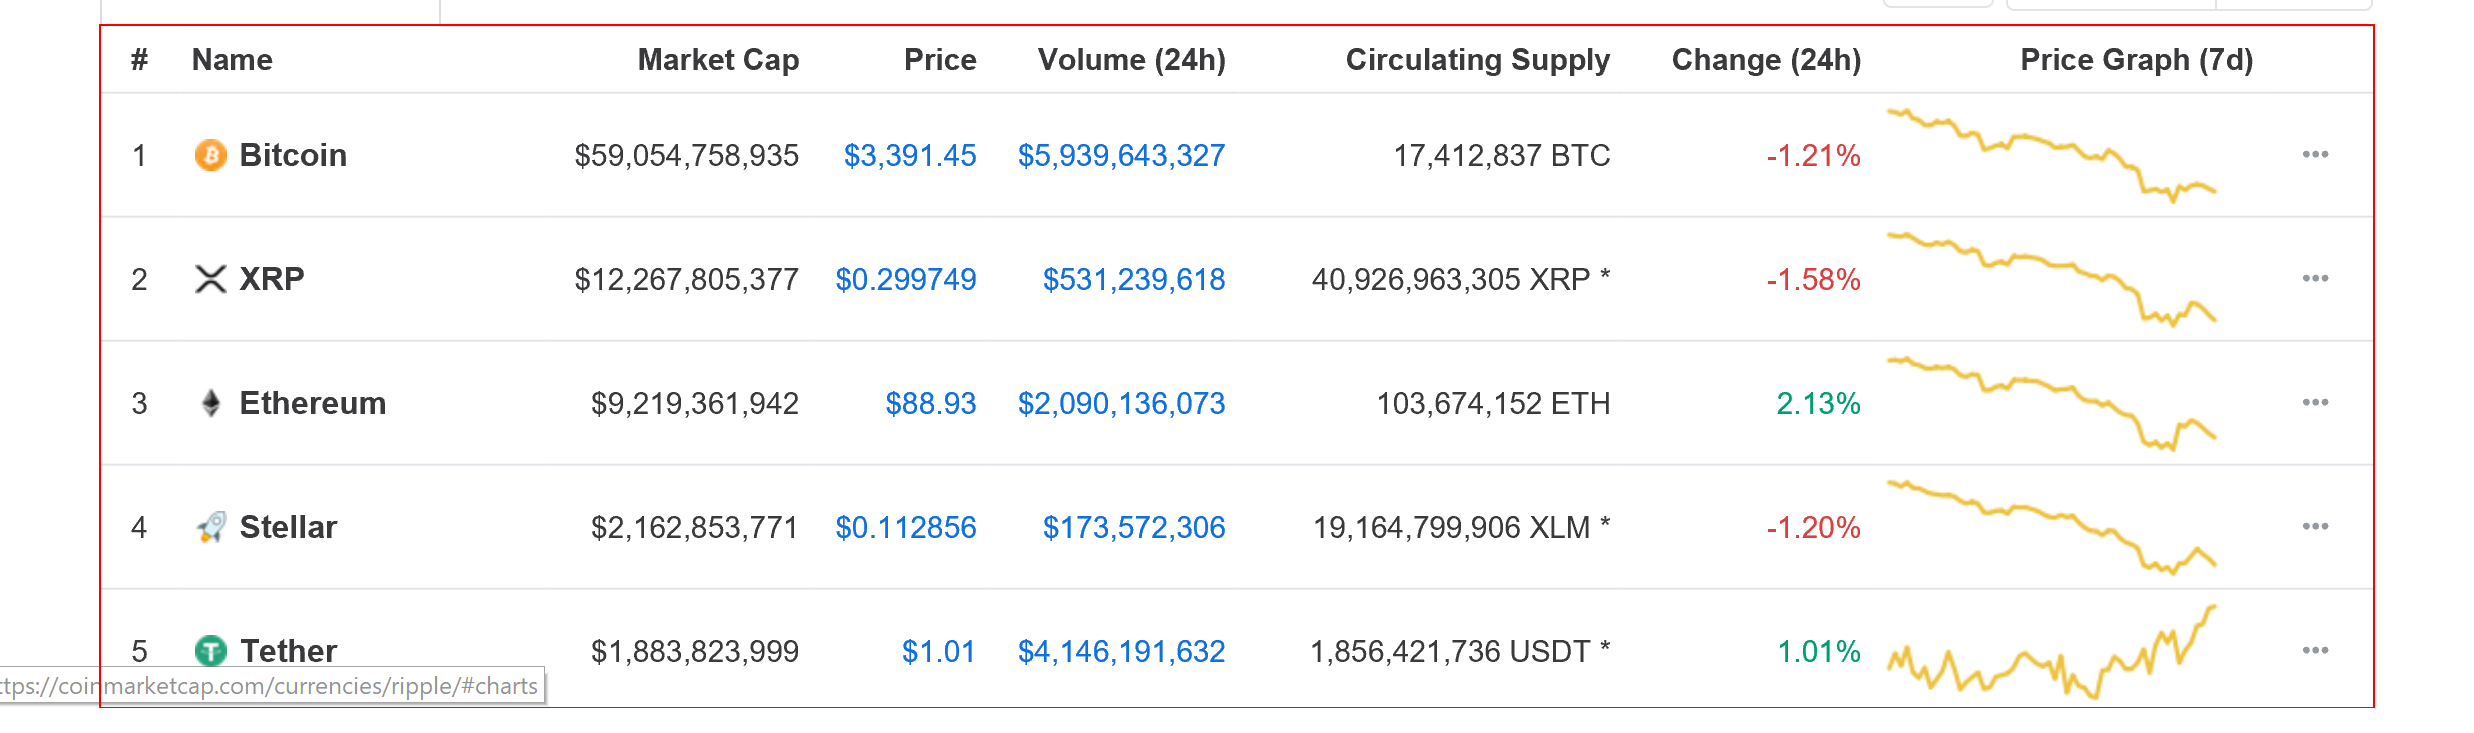 # Name Market Cap Price Volume (24h) Circulating Supply Change (24h) Price Graph (7d)
1 Bitcoin $59,054,758,935 $3,391.45 $5,939,643,327 17,412,837 BTC -1.21%
2 XRP $12,267,805,377 $0.299749 $531,239,618 40,926,963,305 XRP * -1.58%
3 Ethereum $9,219,361,942 $88.93 $2,090,136,073 103,674,152 ETH 2.13%
4 Stellar $2,162,853,771 $0.112856 $173,572,306 19,164,799,906 XLM * -1.20%
5 Tether $1,883,823,999 $1.01 $4,146,191,632 1,856,421,736 USDT * 1.01%
ttps://coinmarketcap.com/currencies/ripple/#charts